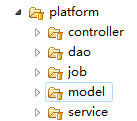 platform
controller
dao
job
model
service